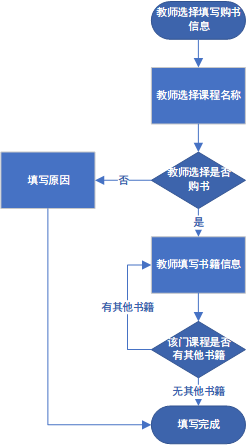 教师选择填写购书
信息
教师选择课程名称
教师选择是否
购书
否
填写原因
是
教师填写书籍信息
有其他书籍
该门课程是否
有其他书籍
无其他书籍
填写完成